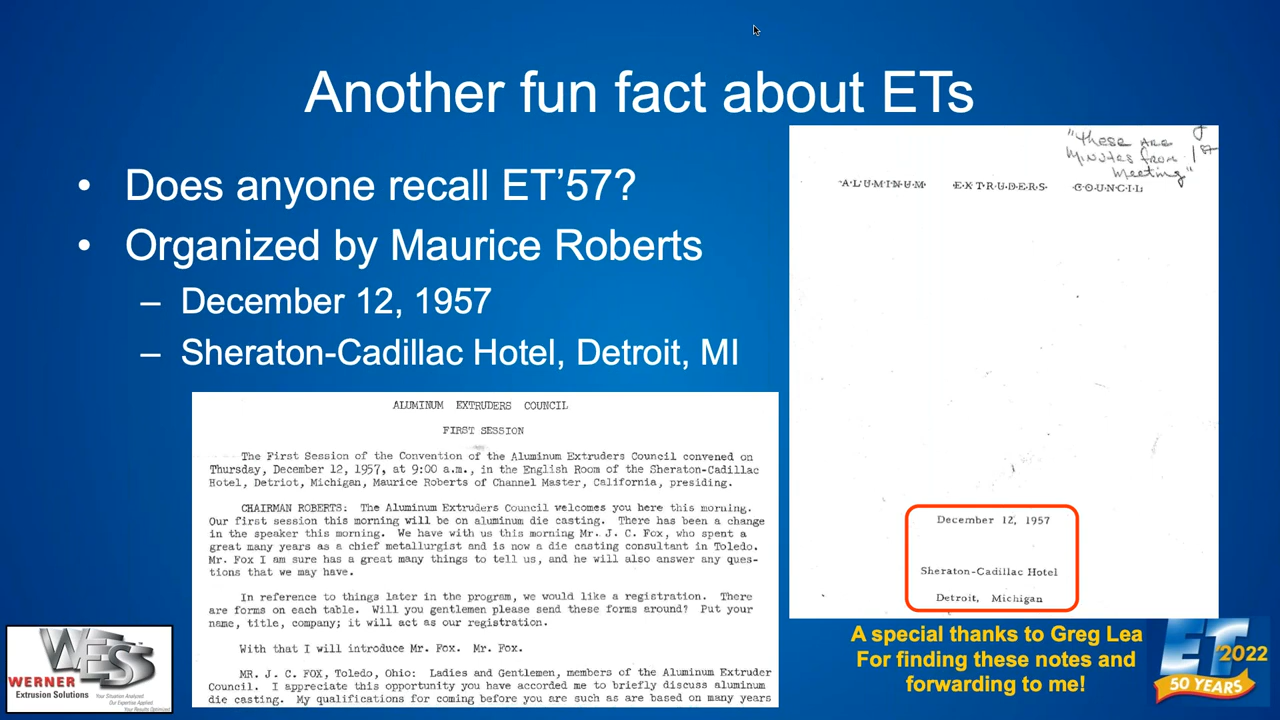 Another fun fact about ETs
• Does anyone recall ET’57?
• Organized by Maurice Roberts
– December 12, 1957
– Sheraton-Cadillac Hotel, Detroit, MI
ALUMINUM EXTRUDERS COUNCIL
FIRST SESSION
The First Session of the Convention of the Aluminum Extruders Council convened on
Thursday, December 12, 1957, at 9:00 a.m., in the English Room of the Sheraton-Cadillac
Hotel, Detriot, Michigan, Maurice Roberts of Channel Master, California, presiding.
CHAIRMAN ROBERTS: The Aluminum Extruders Council welcomes you here this morning.
Our first session this morning will be on aluminum die casting. There has been a change
in the speaker this morning. We have with us this morning Mr. J. C. Fox, who spent a
great many years as a chief metallurgist and is now a die casting consultant in Toledo.
Mr. Fox I am sure has a great many things to tell us, and he will also answer any ques-
tions that we may have.
In reference to things later in the program, we would like a registration. There
are forms on each table. Will you gentlemen please send these forms around? Put your
name, title, company; it will act as our registration.
With that I will introduce Mr. Fox. Mr. Fox.
MR. J. C. FOX, Toledo, Ohio: Ladies and Gentlemen, members of the Aluminum Extruder
Council. I appreciate this opportunity you have accorded me to briefly discuss aluminum
die casting. My qualifications for coming before you are such as are based on many years
"These are
minutes from 1st
meeting"
·A·L·U·M·I·N·U·M E·X·T·R·U·D·E·R·S· C·O·U·N·C·I·L
December 12, 1957
Sheraton-Cadillac Hotel
Detroit, Michigan
A special thanks to Greg Lea
For finding these notes and
forwarding to me!
WESS
WERNER
Extrusion Solutions
Your Situation Analyzed
Our Expertise Applied
Your Results Optimized
ET '2022
50 YEARS